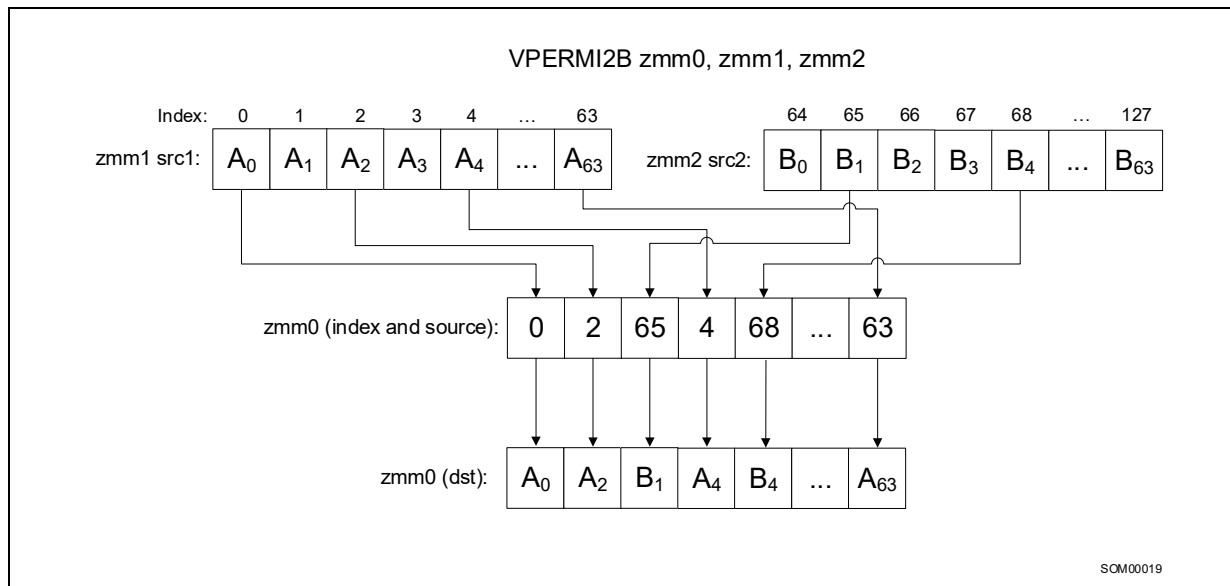 VPERMI2B zmm0, zmm1, zmm2
Index: 0 1 2 3 4 ... 63 64 65 66 67 68 ... 127
zmm1 src1: A0 A1 A2 A3 A4 ... A63 zmm2 src2: B0 B1 B2 B3 B4 ... B63
zmm0 (index and source): 0 2 65 4 68 ... 63
zmm0 (dst): A0 A2 B1 A4 B4 ... A63
SOM00019